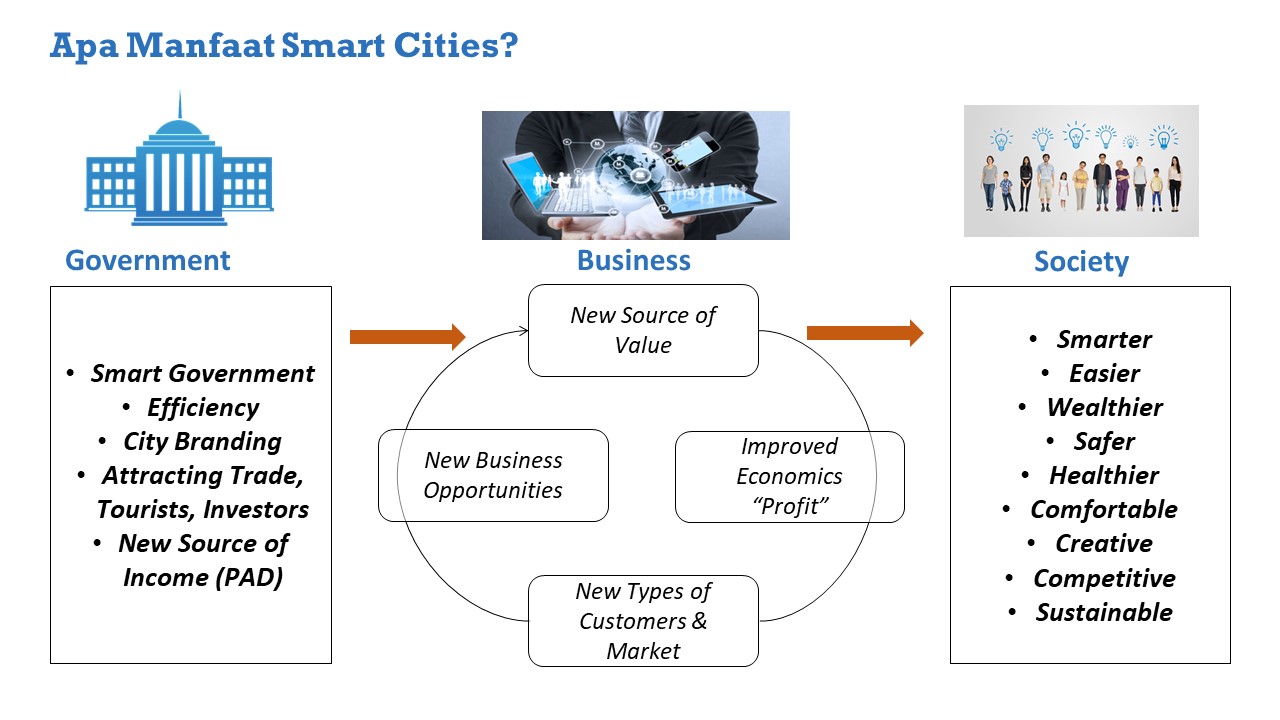 Apa Manfaat Smart Cities?
Government
• Smart Government
• Efficiency
• City Branding
• Attracting Trade,
Tourists, Investors
• New Source of
Income (PAD)
Business
New Source of
Value
New Business
Opportunities
Improved
Economics
“Profit”
New Types of
Customers &
Market
Society
• Smarter
• Easier
• Wealthier
• Safer
• Healthier
• Comfortable
• Creative
• Competitive
• Sustainable